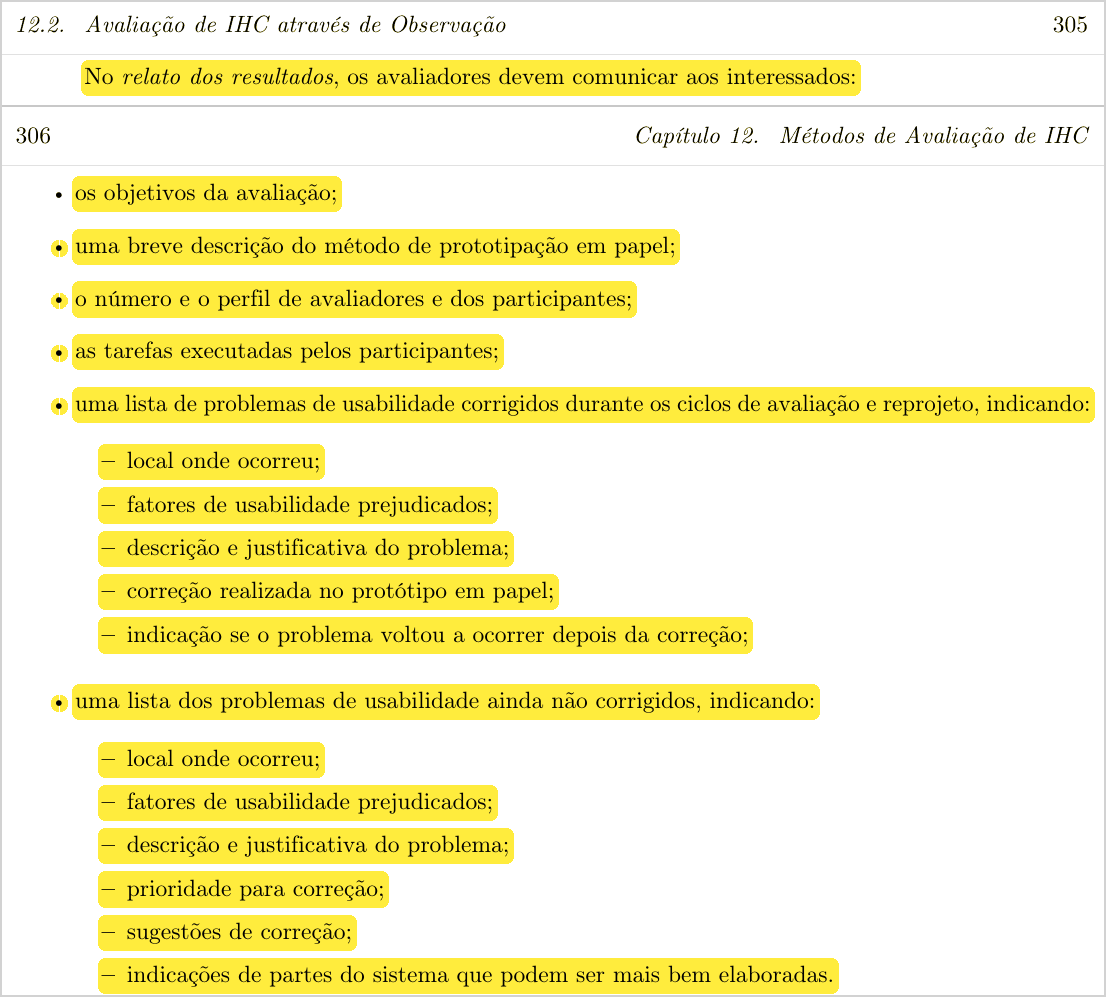 12.2. Avaliação de IHC através de Observação 305
No relato dos resultados, os avaliadores devem comunicar aos interessados:
306 Capítulo 12. Métodos de Avaliação de IHC
• os objetivos da avaliação;
• uma breve descrição do método de prototipação em papel;
• o número e o perfil de avaliadores e dos participantes;
• as tarefas executadas pelos participantes;
• uma lista de problemas de usabilidade corrigidos durante os ciclos de avaliação e reprojeto, indicando:
– local onde ocorreu;
– fatores de usabilidade prejudicados;
– descrição e justificativa do problema;
– correção realizada no protótipo em papel;
– indicação se o problema voltou a ocorrer depois da correção;
• uma lista dos problemas de usabilidade ainda não corrigidos, indicando:
– local onde ocorreu;
– fatores de usabilidade prejudicados;
– descrição e justificativa do problema;
– prioridade para correção;
– sugestões de correção;
– indicações de partes do sistema que podem ser mais bem elaboradas.